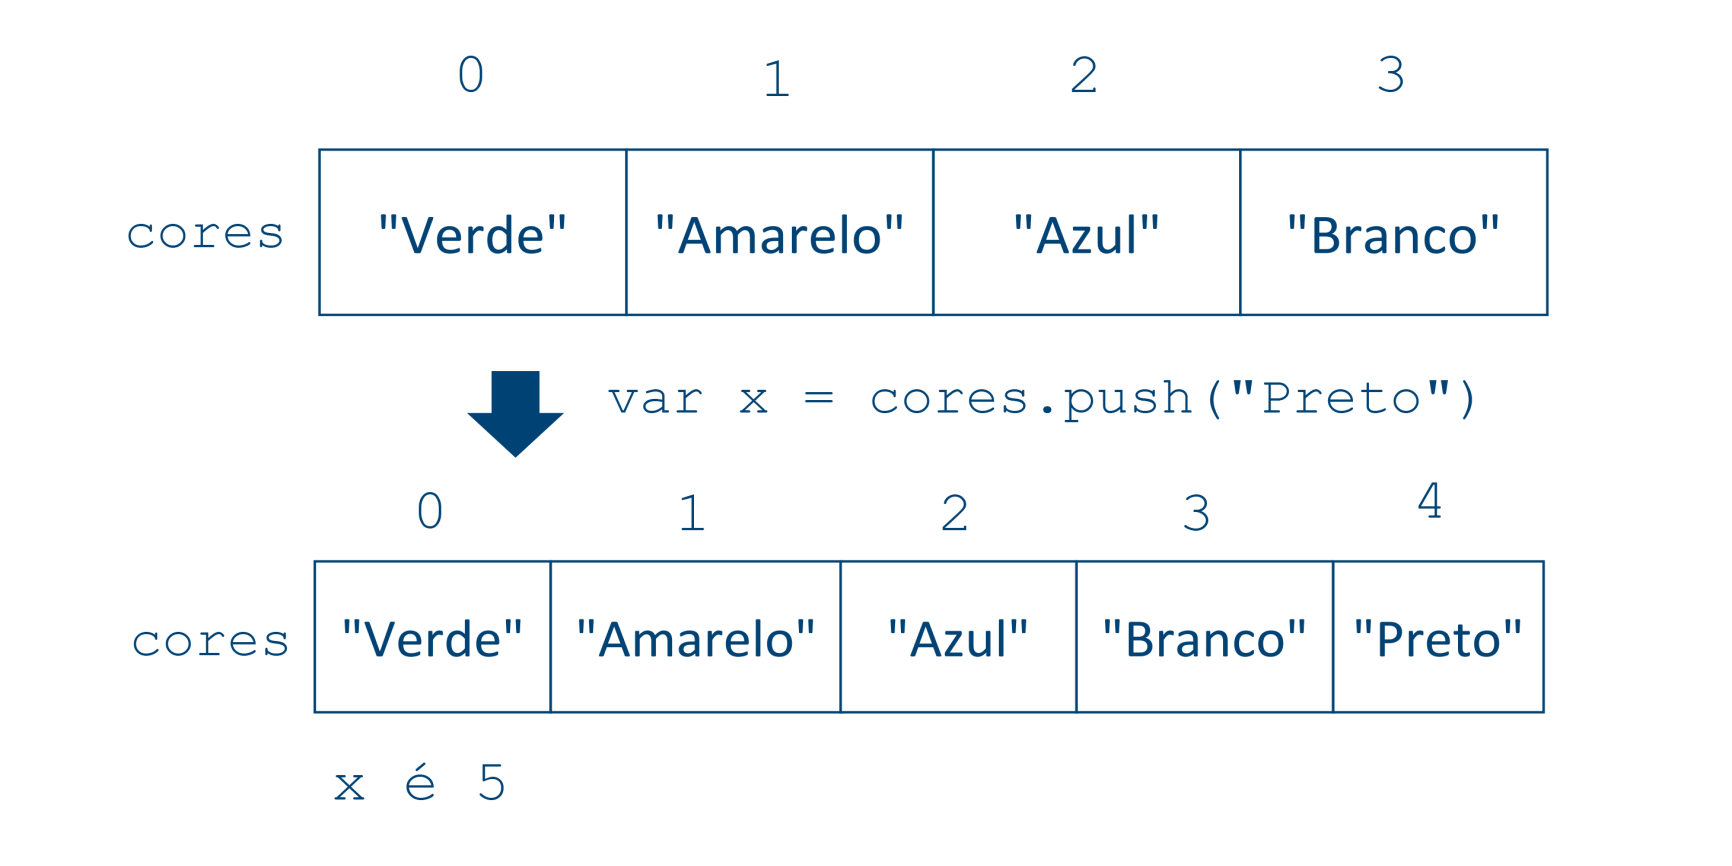 0 1 2 3
cores "Verde" "Amarelo" "Azul" "Branco"
var x = cores.push("Preto")
0 1 2 3 4
cores "Verde" "Amarelo" "Azul" "Branco" "Preto"
x é 5